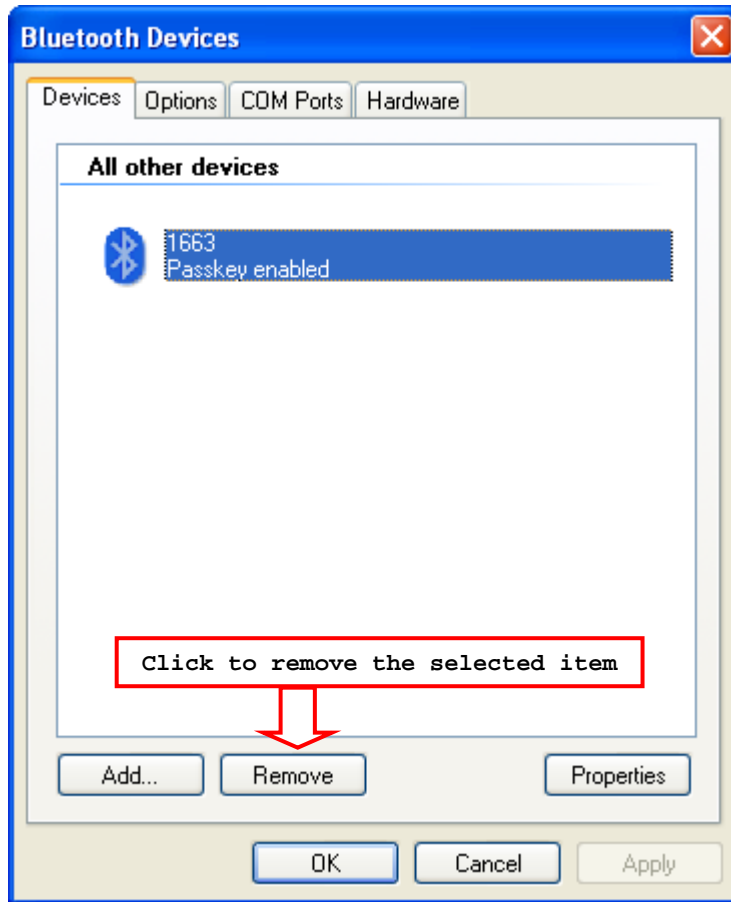 Bluetooth Devices
Devices Options COM Ports Hardware
All other devices
1663
Passkey enabled
Click to remove the selected item
Add... Remove Properties
OK Cancel Apply